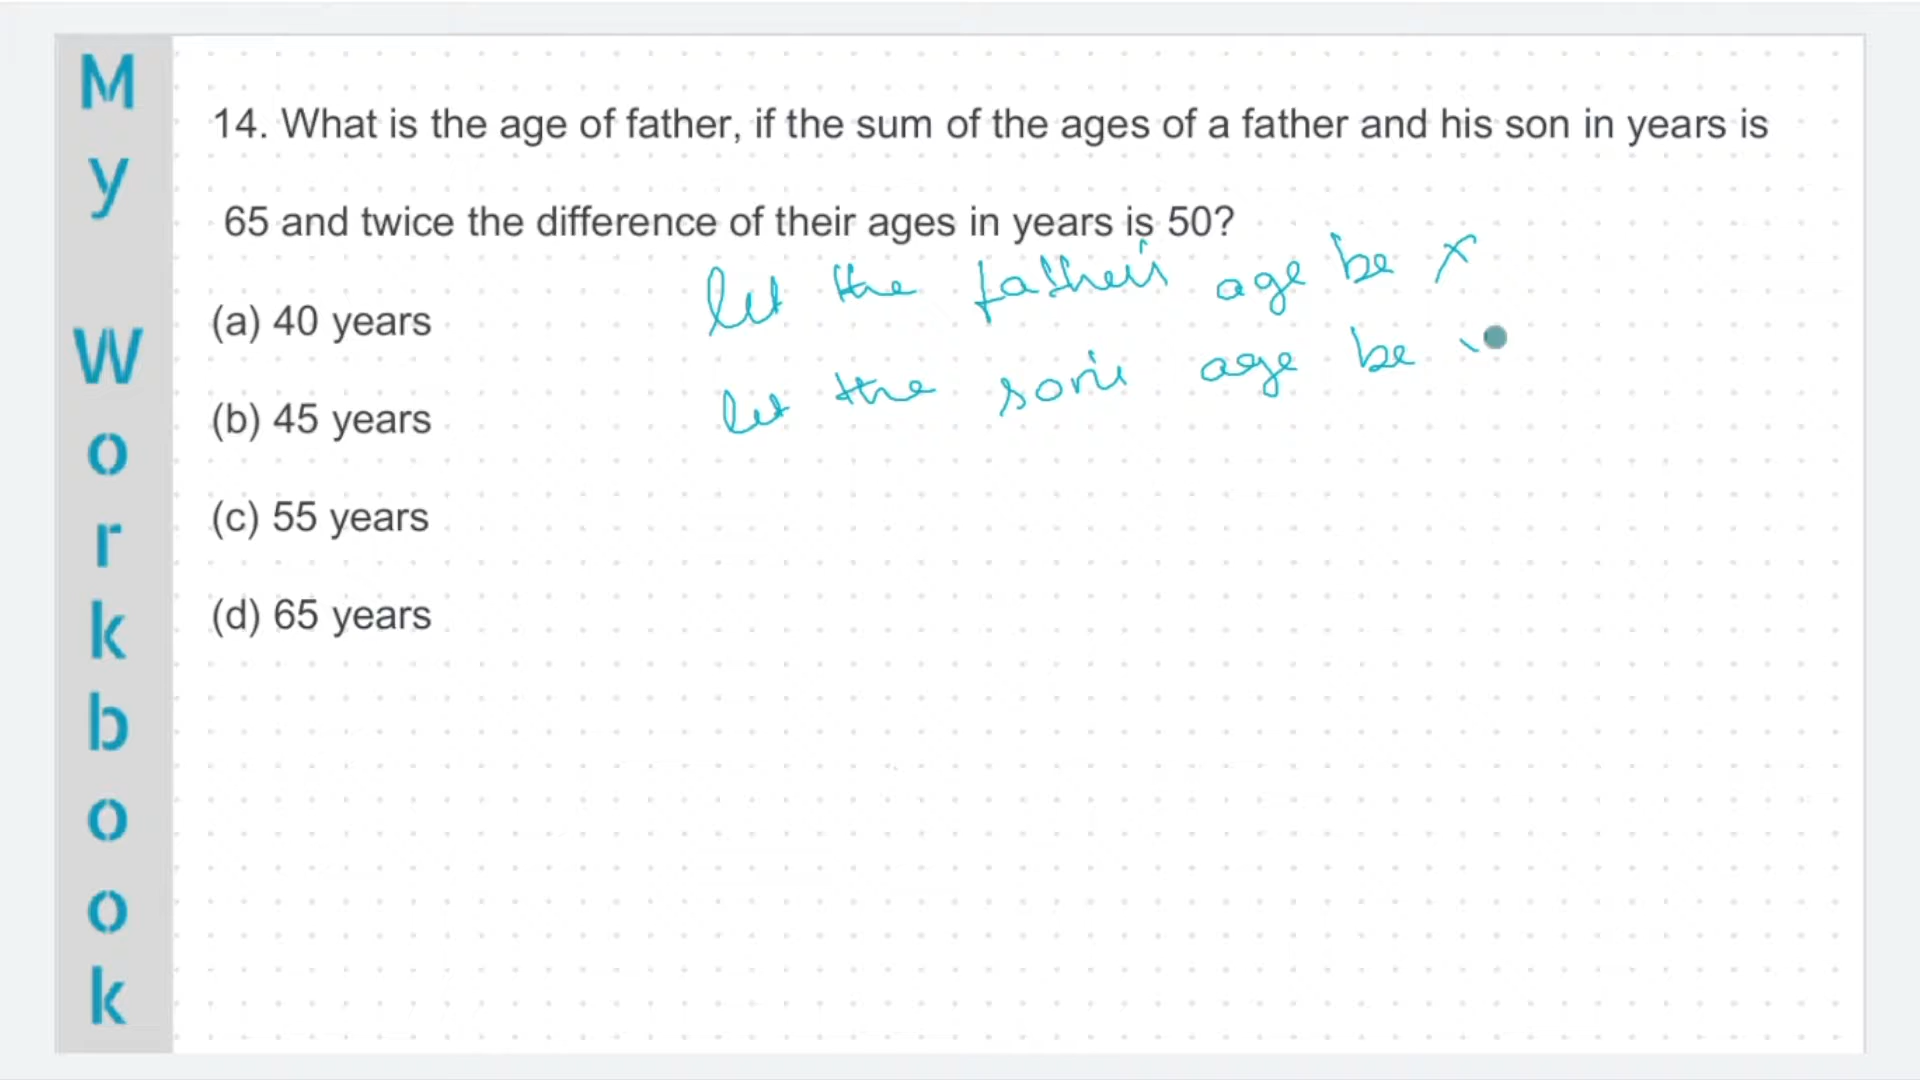 My Workbook
14. What is the age of father, if the sum of the ages of a father and his son in years is
65 and twice the difference of their ages in years is 50?
let the father's age be x
(a) 40 years
let the son's age be
(b) 45 years
(c) 55 years
(d) 65 years